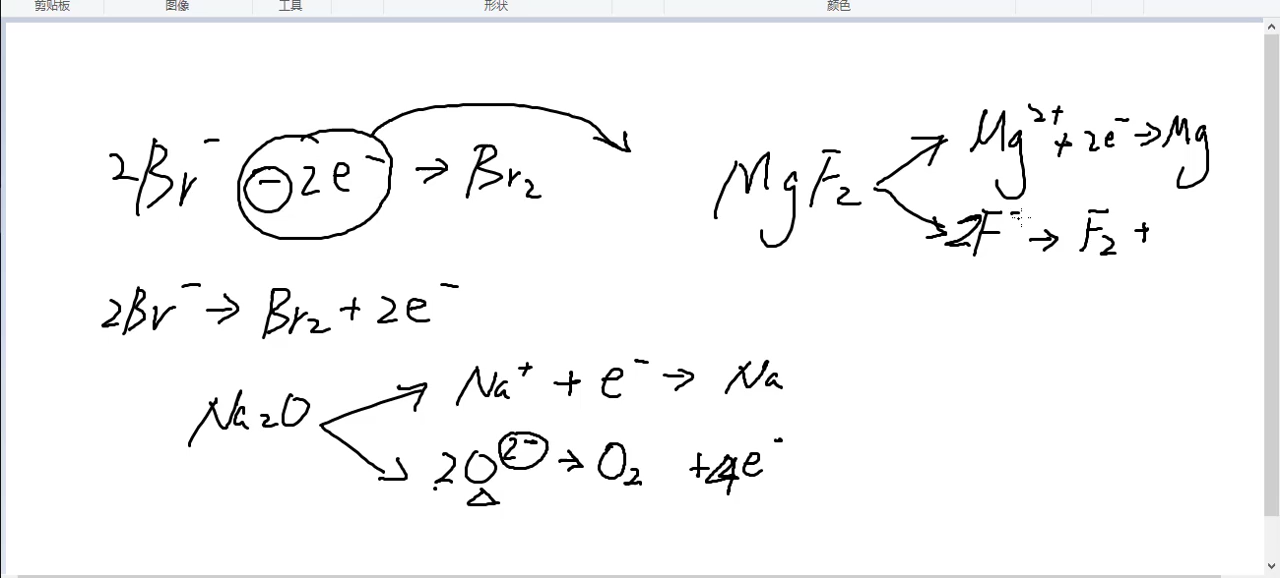 剪贴板 图像 工具 形状 颜色
2Br⁻ -2e⁻ → Br₂
MgF₂
Mg²⁺ + 2e⁻ → Mg
2F⁻ → F₂ +
2Br⁻ → Br₂ + 2e⁻
Na₂O
Na⁺ + e⁻ → Na
2O²⁻ → O₂ +4e⁻